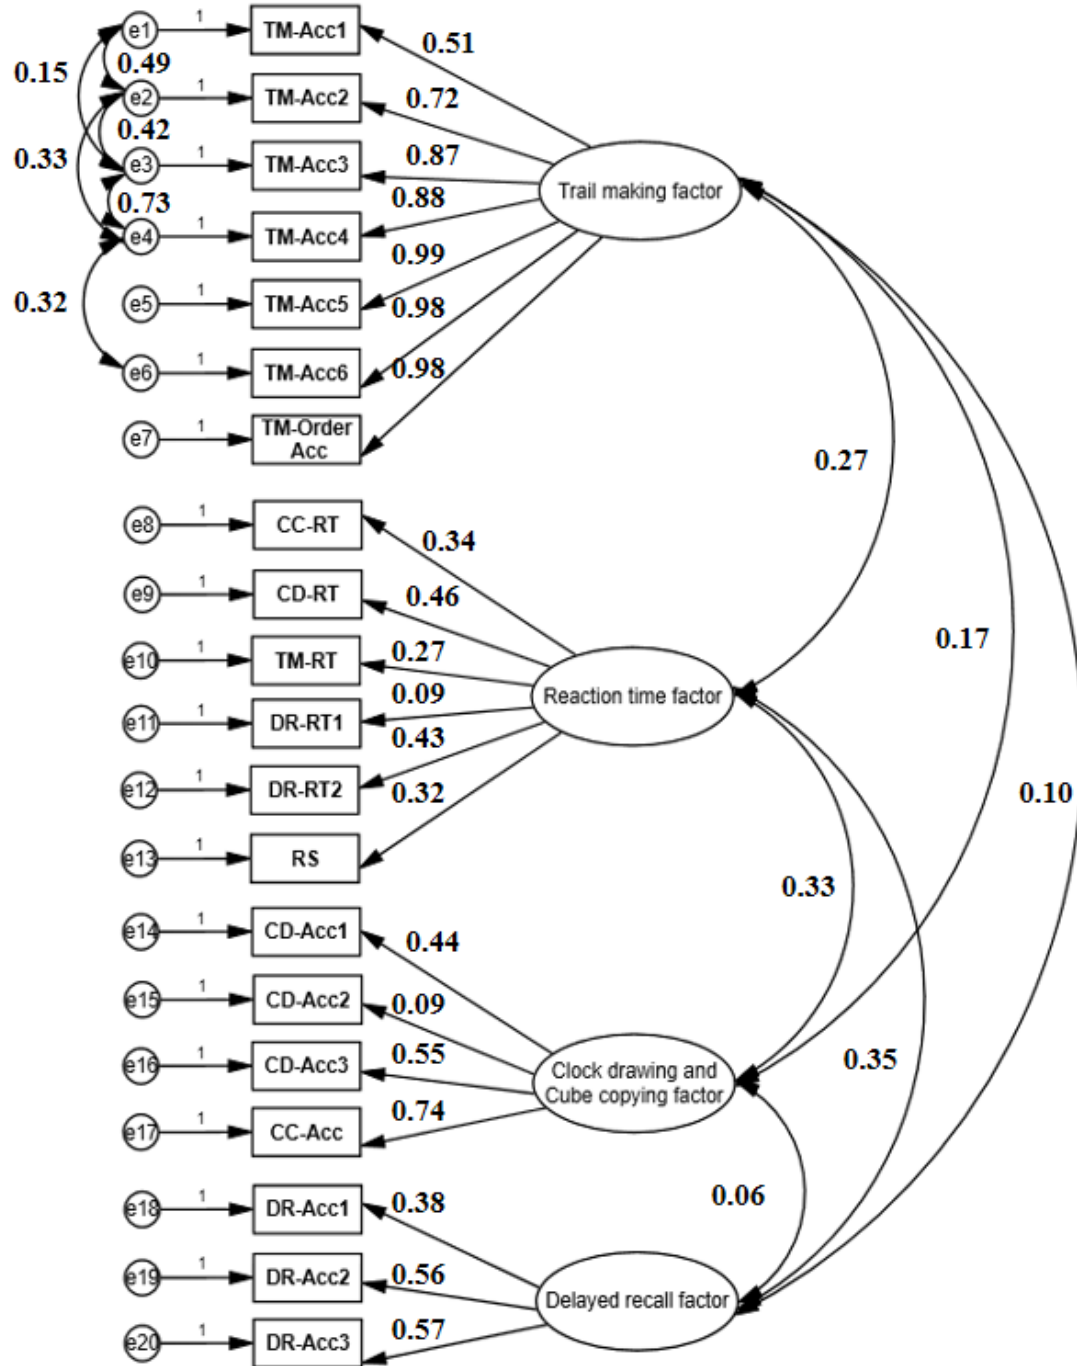 e1 1 TM-Acc1 0.51
0.15 0.49
e2 1 TM-Acc2 0.72
0.42
0.33 e3 1 TM-Acc3 0.87
Trail making factor
0.73 0.88
e4 1 TM-Acc4
0.99
0.32 e5 1 TM-Acc5 0.98
e6 1 TM-Acc6 0.98
e7 1 TM-Order
Acc
0.27
e8 1 CC-RT 0.34
e9 1 CD-RT 0.46
0.17
e10 1 TM-RT 0.27
0.09 Reaction time factor
e11 1 DR-RT1
0.43
e12 1 DR-RT2 0.32
0.10
e13 1 RS
0.33
e14 1 CD-Acc1 0.44
e15 1 CD-Acc2 0.09
e16 1 CD-Acc3 0.55
0.35
Clock drawing and
Cube copying factor
0.74
e17 1 CC-Acc
0.06
e18 1 DR-Acc1 0.38
e19 1 DR-Acc2 0.56
Delayed recall factor
0.57
e20 1 DR-Acc3